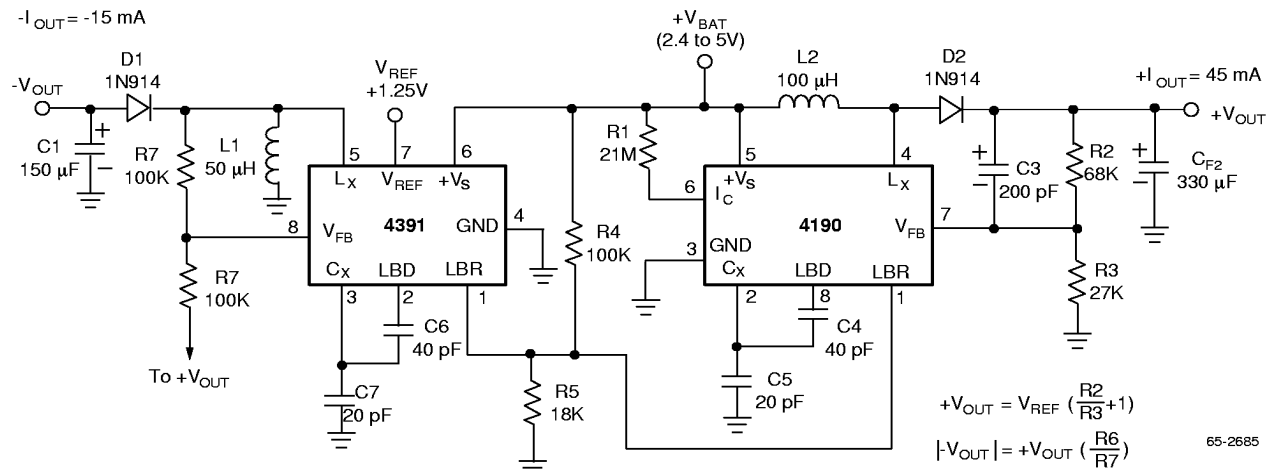 -I OUT = -15 mA
+V BAT
(2.4 to 5V)
D1
1N914
-V OUT
V REF
+1.25V
L2
100 µH
D2
1N914
+I OUT = 45 mA
+V OUT
C1
150 µF
+
–
R7
100K
L1
50 µH
5
7
6
L X
V REF
+V S
R1
21M
5
4
+V S
L X
6
I C
+
–
C3
200 pF
R2
68K
+
–
C F2
330 µF
8
V FB
4391
GND
4
R4
100K
3
GND
4190
V FB
7
C X
LBD
LBR
3
2
1
C X
LBD
LBR
2
8
1
R7
100K
R3
27K
C6
40 pF
C4
40 pF
To +V OUT
C7
20 pF
R5
18K
C5
20 pF
+V OUT = V REF (R2/R3+1)
|-V OUT| = +V OUT (R6/R7)
65-2685